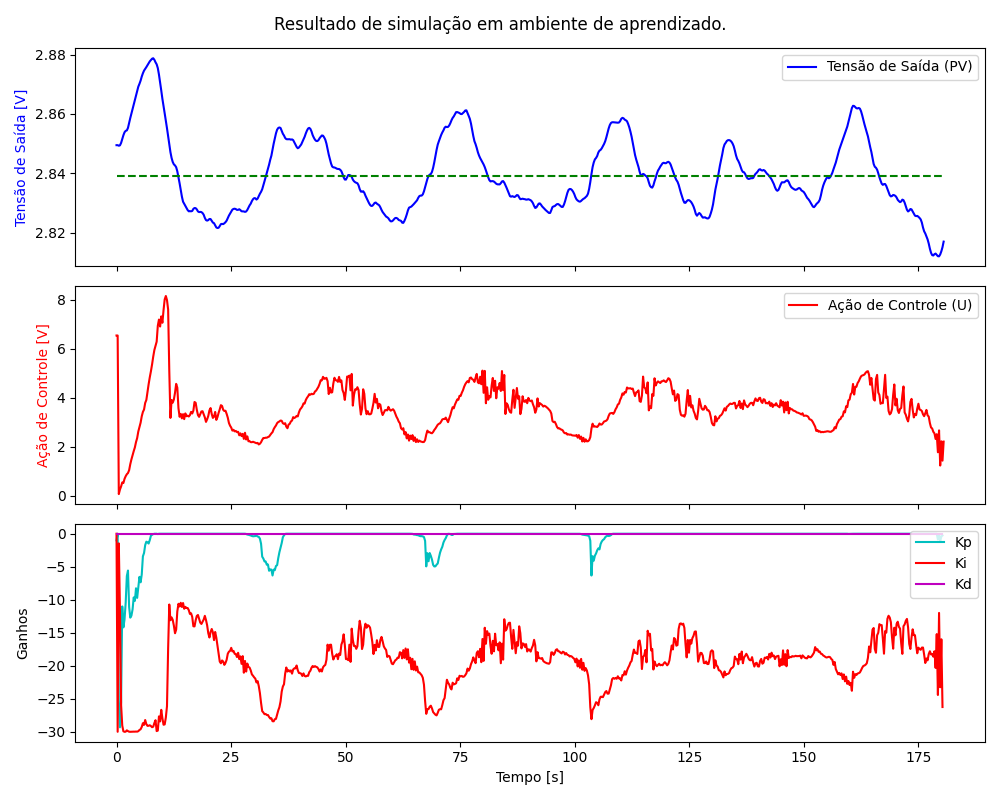 Resultado de simulação em ambiente de aprendizado.
Tensão de Saída [V]
2.88
2.86
2.84
2.82
Tensão de Saída (PV)
Ação de Controle [V]
8
6
4
2
0
Ação de Controle (U)
Ganhos
0
−5
−10
−15
−20
−25
−30
Kp
Ki
Kd
0
25
50
75
100
125
150
175
Tempo [s]